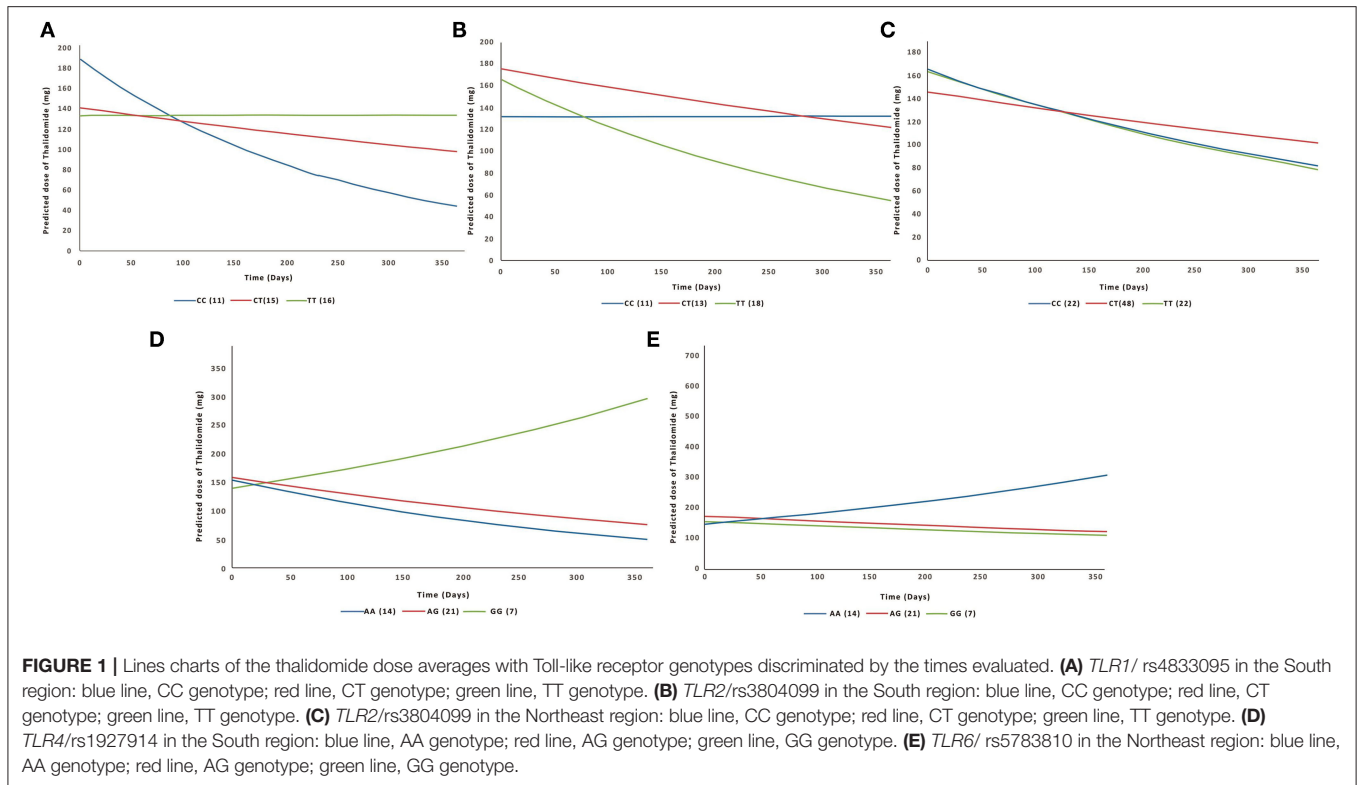 A
200
180
160
140
120
100
80
60
40
20
0
Predicted dose of Thalidomide (mg)
0 50 100 150 200 250 300 350
Time (Days)
CC (11) CT(15) TT (16)
B
200
180
160
140
120
100
80
60
40
20
0
Predicted dose of Thalidomide (mg)
0 50 100 150 200 250 300 350
Time (Days)
CC (11) CT(13) TT (18)
C
180
160
140
120
100
80
60
40
20
0
Predicted dose of Thalidomide (mg)
0 50 100 150 200 250 300 350
Time (Days)
CC (22) CT(48) TT (22)
D
350
300
250
200
150
100
50
0
Predicted dose of Thalidomide (mg)
0 50 100 150 200 250 300 350
Time (Days)
AA (14) AG (21) GG (7)
E
700
600
500
400
300
200
100
0
Predicted dose of Thalidomide (mg)
0 50 100 150 200 250 300 350
Time (Days)
AA (14) AG (21) GG (7)
FIGURE 1 | Lines charts of the thalidomide dose averages with Toll-like receptor genotypes discriminated by the times evaluated. (A) TLR1/ rs4833095 in the South
region: blue line, CC genotype; red line, CT genotype; green line, TT genotype. (B) TLR2/rs3804099 in the South region: blue line, CC genotype; red line, CT
genotype; green line, TT genotype. (C) TLR2/rs3804099 in the Northeast region: blue line, CC genotype; red line, CT genotype; green line, TT genotype. (D)
TLR4/rs1927914 in the South region: blue line, AA genotype; red line, AG genotype; green line, GG genotype. (E) TLR6/ rs5783810 in the Northeast region: blue line,
AA genotype; red line, AG genotype; green line, GG genotype.